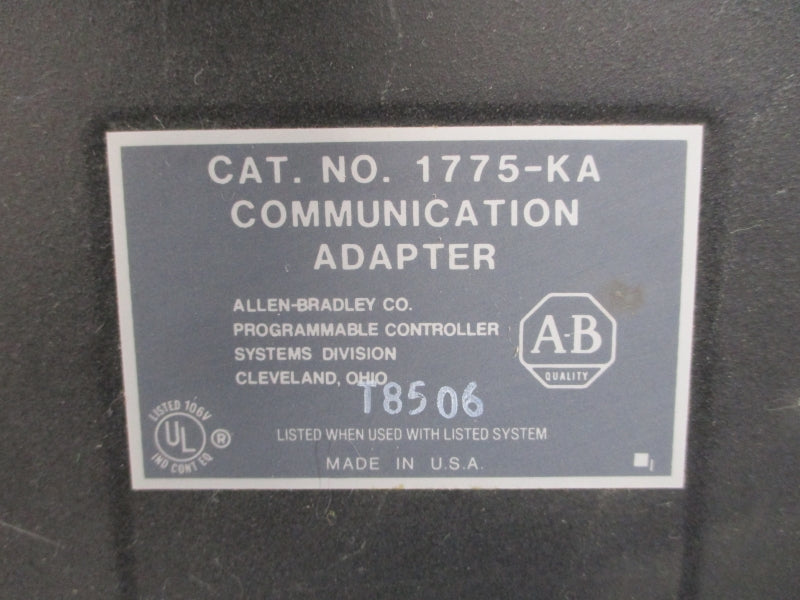 CAT. NO. 1775-KA
COMMUNICATION
ADAPTER
ALLEN-BRADLEY CO.
PROGRAMMABLE CONTROLLER
SYSTEMS DIVISION
CLEVELAND, OHIO
T8506
A-B
QUALITY
LISTED 106V
UL ®
IND CONT EQ
LISTED WHEN USED WITH LISTED SYSTEM
MADE IN U.S.A.